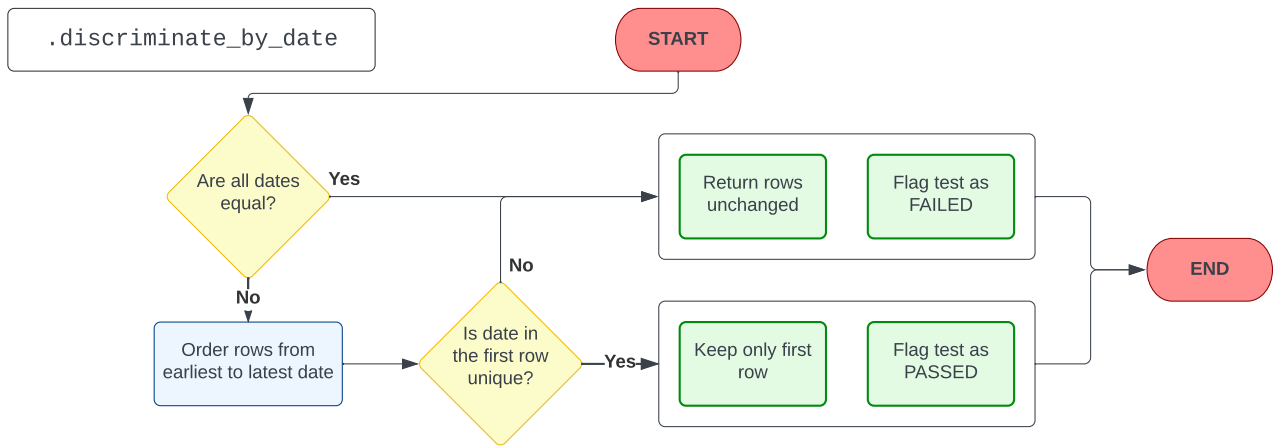 .discriminate_by_date
START
Are all dates
equal?
Yes
Return rows
unchanged
Flag test as
FAILED
No
END
No
Order rows from
earliest to latest date
Is date in
the first row
unique?
Yes
Keep only first
row
Flag test as
PASSED